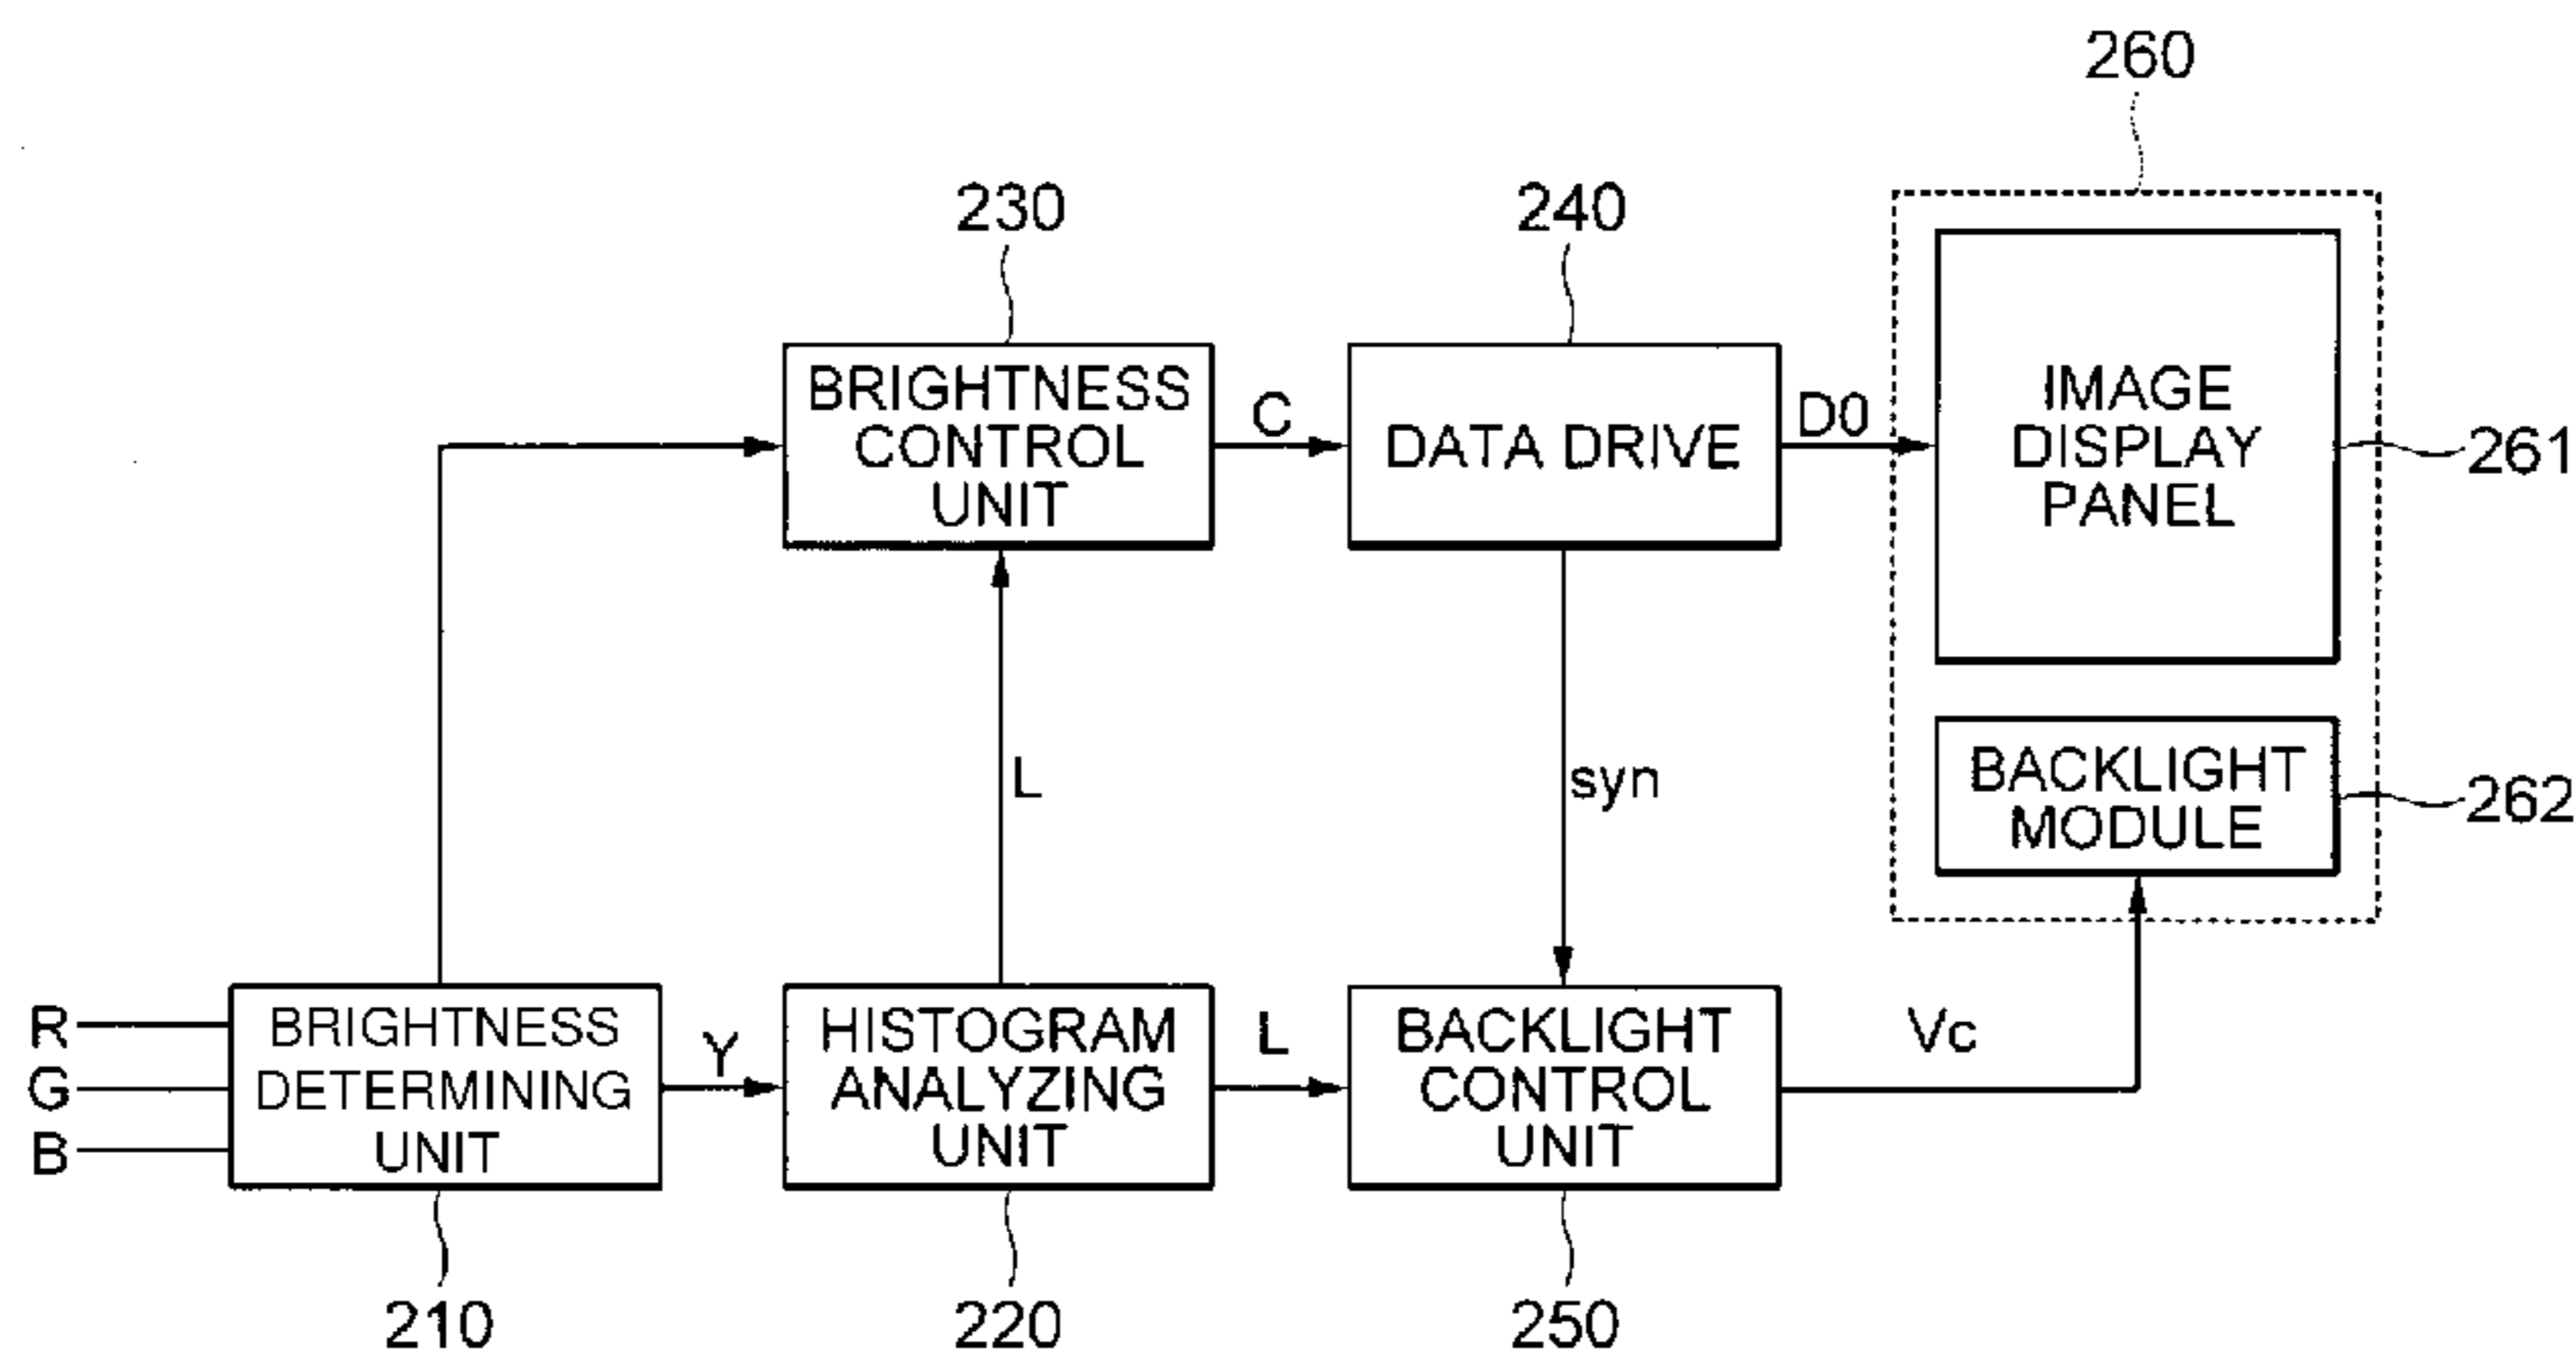 260
230
240
BRIGHTNESS
CONTROL
UNIT
C
DATA DRIVE
D0
IMAGE
DISPLAY
PANEL
261
L
syn
BACKLIGHT
MODULE
262
R
G
B
BRIGHTNESS
DETERMINING
UNIT
Y
HISTOGRAM
ANALYZING
UNIT
L
BACKLIGHT
CONTROL
UNIT
Vc
210
220
250